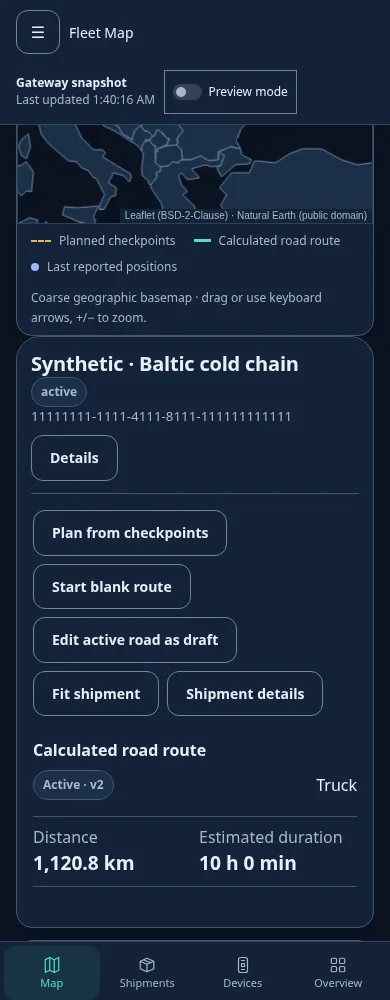 ☰ Fleet Map
Gateway snapshot
Last updated 1:40:16 AM
Preview mode
Leaflet (BSD-2-Clause) · Natural Earth (public domain)
Planned checkpoints
Calculated road route
Last reported positions
Coarse geographic basemap · drag or use keyboard
arrows, +/− to zoom.
Synthetic · Baltic cold chain
active
11111111-1111-4111-8111-111111111111
Details
Plan from checkpoints
Start blank route
Edit active road as draft
Fit shipment
Shipment details
Calculated road route
Active · v2
Truck
Distance
Estimated duration
1,120.8 km
10 h 0 min
Map
Shipments
Devices
Overview